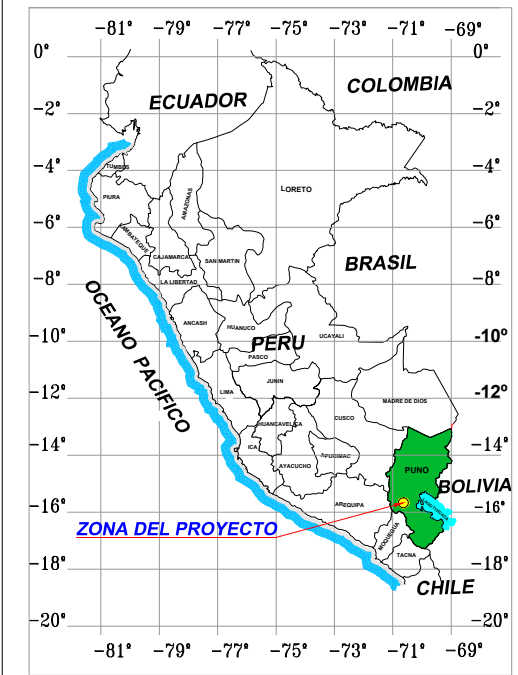 -81° -79° -77° -75° -73° -71° -69°
0° 0°
COLOMBIA
ECUADOR
-2° -2°
-4° -4°
TUMBES
LORETO
PIURA
AMAZONAS
-6° -6°
LAMBAYEQUE
CAJAMARCA
SAN MARTIN
BRASIL
-8° -8°
LA LIBERTAD
OCEANO PACIFICO
ANCASH
HUANUCO
UCAYALI
-10° -10°
PERU
PASCO
JUNIN
-12° -12°
LIMA
MADRE DE DIOS
HUANCAVELICA
CUSCO
-14° -14°
ICA
APURIMAC
AYACUCHO
PUNO
BOLIVIA
-16° -16°
AREQUIPA
ZONA DEL PROYECTO
MOQUEGUA
TACNA
-18° -18°
CHILE
-20° -20°
-81° -79° -77° -75° -73° -71° -69°